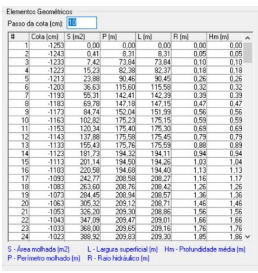 Elementos Geométricos
Passo da cota (cm): 10
# Cota (cm) S (m2) P (m) L (m) R (m) Hm (m)
1 -1253 0,00 0,00 0,00 0,00 0,00
2 -1243 0,41 8,31 8,31 0,05 0,05
3 -1233 7,42 73,84 73,84 0,10 0,10
4 -1223 15,23 82,38 82,37 0,18 0,18
5 -1213 23,88 90,46 90,45 0,26 0,26
6 -1203 36,63 115,60 115,58 0,32 0,32
7 -1193 55,31 142,41 142,39 0,39 0,39
8 -1183 69,78 147,18 147,15 0,47 0,47
9 -1173 84,74 152,04 151,99 0,56 0,56
10 -1163 102,82 175,23 175,15 0,59 0,59
11 -1153 120,34 175,40 175,30 0,69 0,69
12 -1143 137,88 175,58 175,45 0,79 0,79
13 -1133 155,43 175,76 175,59 0,88 0,89
14 -1123 181,73 194,32 194,11 0,94 0,94
15 -1113 201,14 194,50 194,26 1,03 1,04
16 -1103 220,58 194,68 194,40 1,13 1,13
17 -1093 242,77 208,58 208,27 1,16 1,17
18 -1083 263,60 208,76 208,42 1,26 1,26
19 -1073 284,45 208,94 208,57 1,36 1,36
20 -1063 305,32 209,12 208,71 1,46 1,46
21 -1053 326,20 209,30 208,86 1,56 1,56
22 -1043 347,09 209,47 209,01 1,66 1,66
23 -1033 368,00 209,65 209,16 1,76 1,76
24 -1023 388,92 209,83 209,30 1,85 1,86
S - Área molhada (m2) L - Largura superficial (m) Hm - Profundidade média (m)
P - Perímetro molhado (m) R - Raio hidráulico (m)